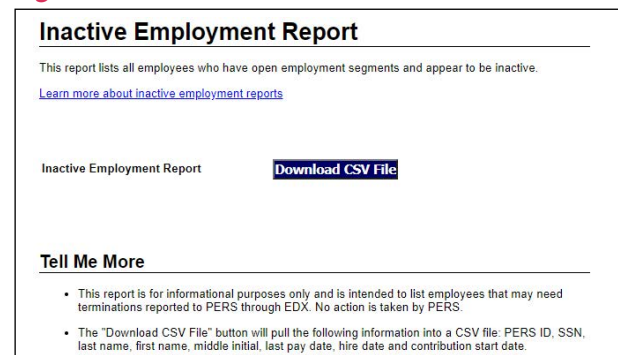 Inactive Employment Report
This report lists all employees who have open employment segments and appear to be inactive.
Learn more about inactive employment reports
Inactive Employment Report
Download CSV File
Tell Me More
• This report is for informational purposes only and is intended to list employees that may need
terminations reported to PERS through EDX. No action is taken by PERS.
• The "Download CSV File" button will pull the following information into a CSV file: PERS ID, SSN,
last name, first name, middle initial, last pay date, hire date and contribution start date.